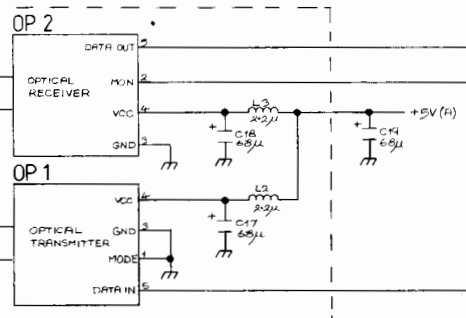 OP 2
DATA OUT 5
OPTICAL
RECEIVER
MON 2
VCC 4
GND 3
L3
2·2μ
+ C18
68μ
+5V(A)
+ C19
68μ
OP 1
OPTICAL
TRANSMITTER
VCC 4
GND 3
MODE 1
DATA IN 5
L2
2·2μ
+ C17
68μ